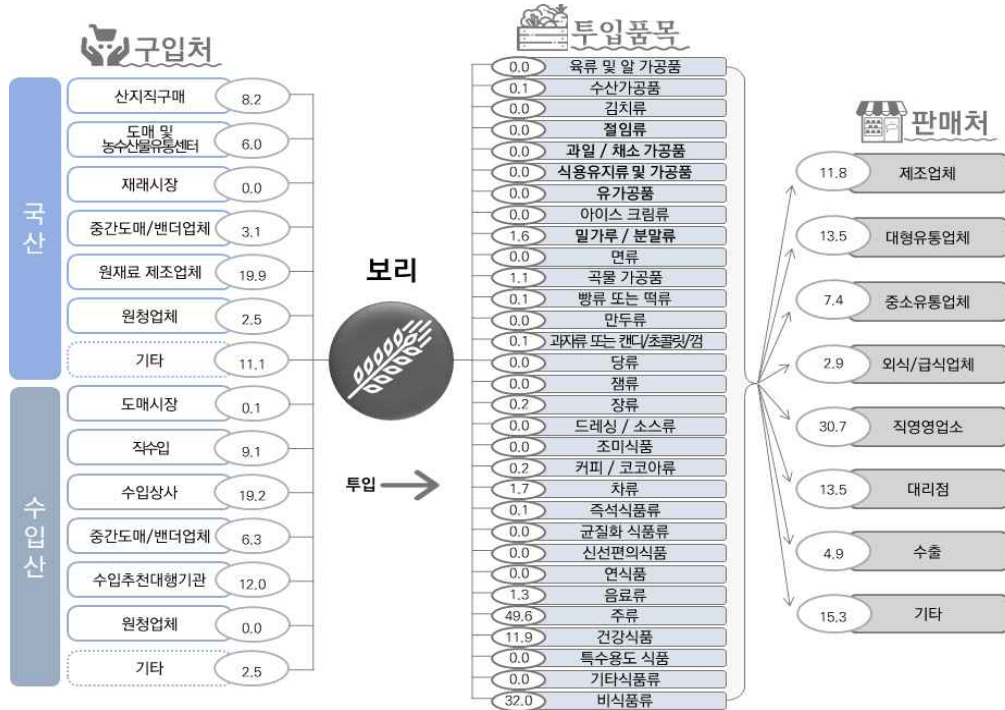 구입처
국산
산지직구매 8.2
도매 및
농수산물유통센터 6.0
재래시장 0.0
중간도매/밴더업체 3.1
원재료 제조업체 19.9
원청업체 2.5
기타 11.1
수입산
도매시장 0.1
직수입 9.1
수입상사 19.2
중간도매/밴더업체 6.3
수입추천대행기관 12.0
원청업체 0.0
기타 2.5
보리
투입
투입품목
0.0 육류 및 알 가공품
0.1 수산가공품
0.0 김치류
0.0 절임류
0.0 과일 / 채소 가공품
0.0 식용유지류 및 가공품
0.0 유가공품
0.0 아이스 크림류
1.6 밀가루 / 분말류
0.0 면류
1.1 곡물 가공품
0.1 빵류 또는 떡류
0.0 만두류
0.1 과자류 또는 캔디/초콜릿/껌
0.0 당류
0.0 잼류
0.2 장류
0.0 드레싱 / 소스류
0.0 조미식품
0.2 커피 / 코코아류
1.7 차류
0.1 즉석식품류
0.0 균질화 식품류
0.0 신선편의식품
0.0 연식품
1.3 음료류
49.6 주류
11.9 건강식품
0.0 특수용도 식품
0.0 기타식품류
32.0 비식품류
판매처
11.8 제조업체
13.5 대형유통업체
7.4 중소유통업체
2.9 외식/급식업체
30.7 직영영업소
13.5 대리점
4.9 수출
15.3 기타